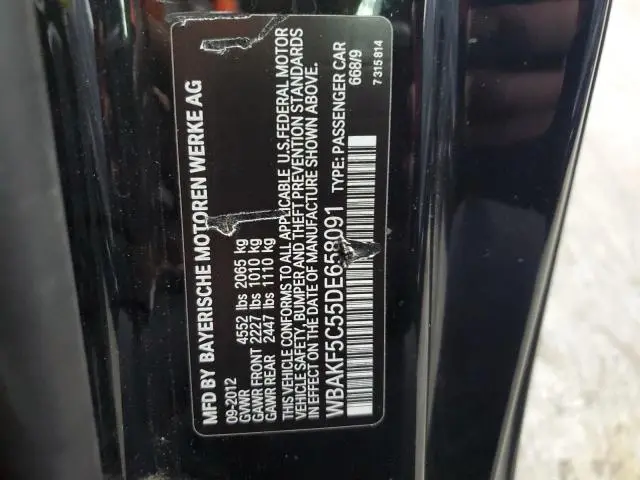 MFD BY BAYERISCHE MOTOREN WERKE AG
09-2012
GVWR 4552 lbs 2065 kg
GAWR FRONT 2227 lbs 1010 kg
GAWR REAR 2447 lbs 1110 kg
THIS VEHICLE CONFORMS TO ALL APPLICABLE U.S.FEDERAL MOTOR
VEHICLE SAFETY, BUMPER AND THEFT PREVENTION STANDARDS
IN EFFECT ON THE DATE OF MANUFACTURE SHOWN ABOVE.
WBAKF5C55DE658091 TYPE: PASSENGER CAR
668/9
7 315 814